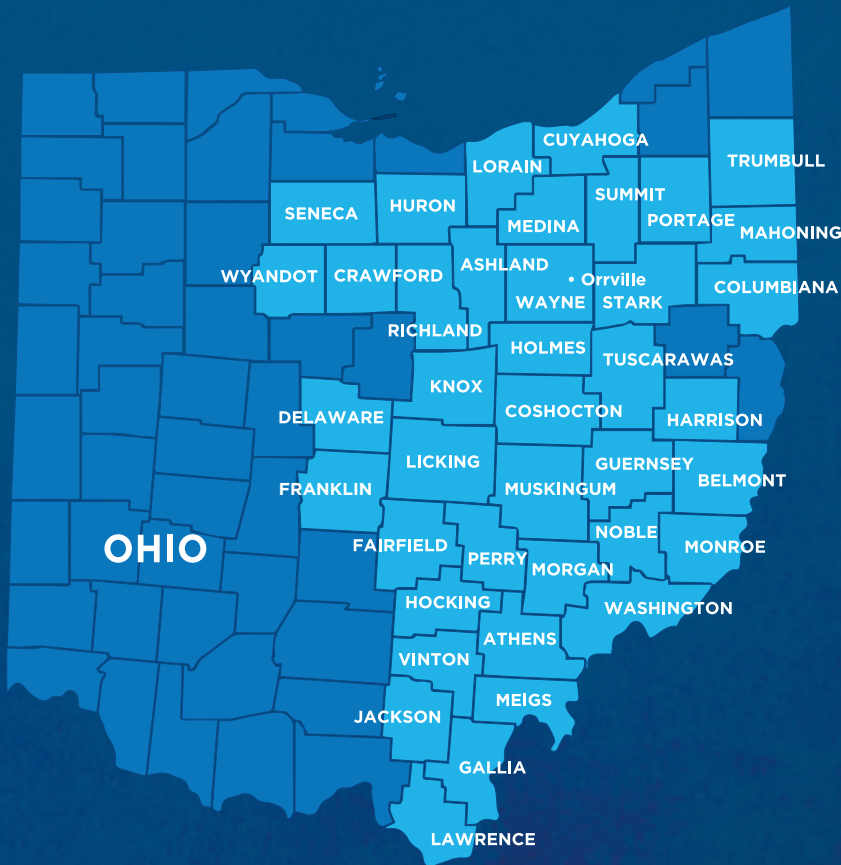 CUYAHOGA
LORAIN
TRUMBULL
SUMMIT
SENECA
HURON
MEDINA
PORTAGE
MAHONING
WYANDOT
CRAWFORD
ASHLAND
• Orrville
COLUMBIANA
WAYNE
STARK
RICHLAND
HOLMES
TUSCARAWAS
KNOX
DELAWARE
COSHOCTON
HARRISON
LICKING
GUERNSEY
FRANKLIN
MUSKINGUM
BELMONT
OHIO
FAIRFIELD
PERRY
NOBLE
MONROE
MORGAN
HOCKING
WASHINGTON
ATHENS
VINTON
MEIGS
JACKSON
GALLIA
LAWRENCE